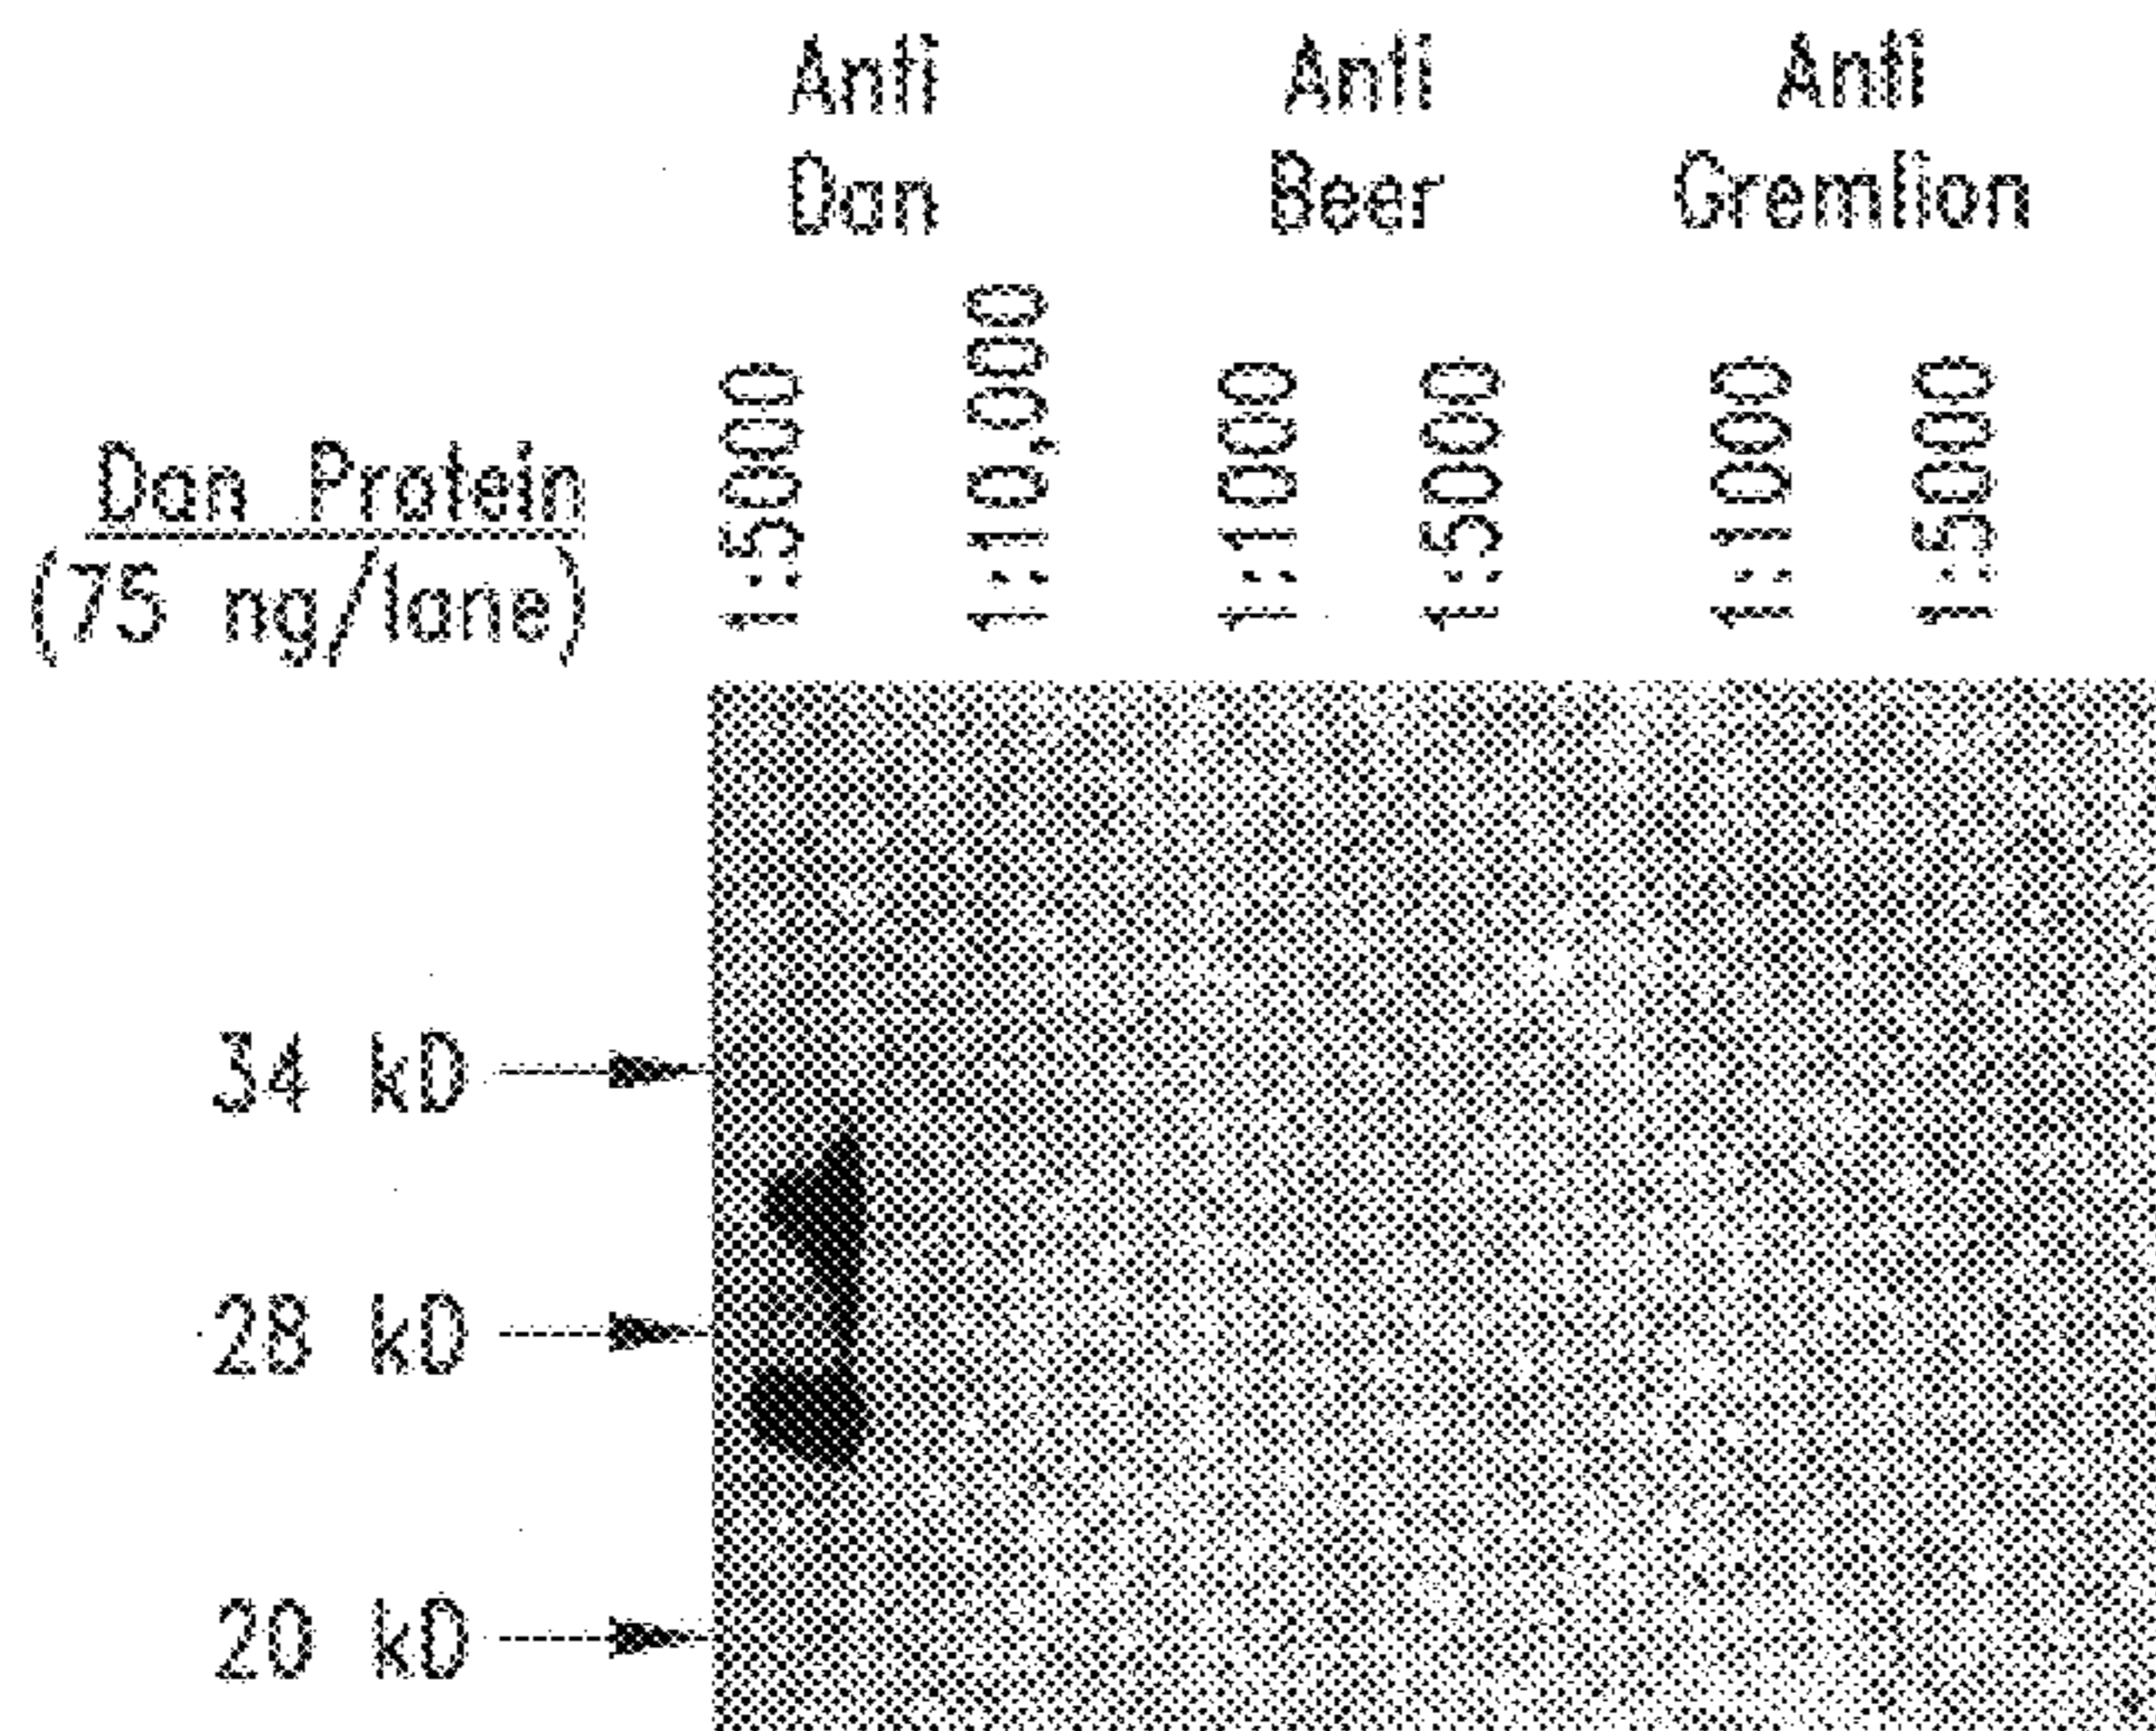 Anti Anti Anti
Dan Beer Gremlion
1:5000 1:10,000 1:1000 1:5000 1:1000 1:5000
Dan Protein
(75 ng/lane)
34 kD
28 kD
20 kD